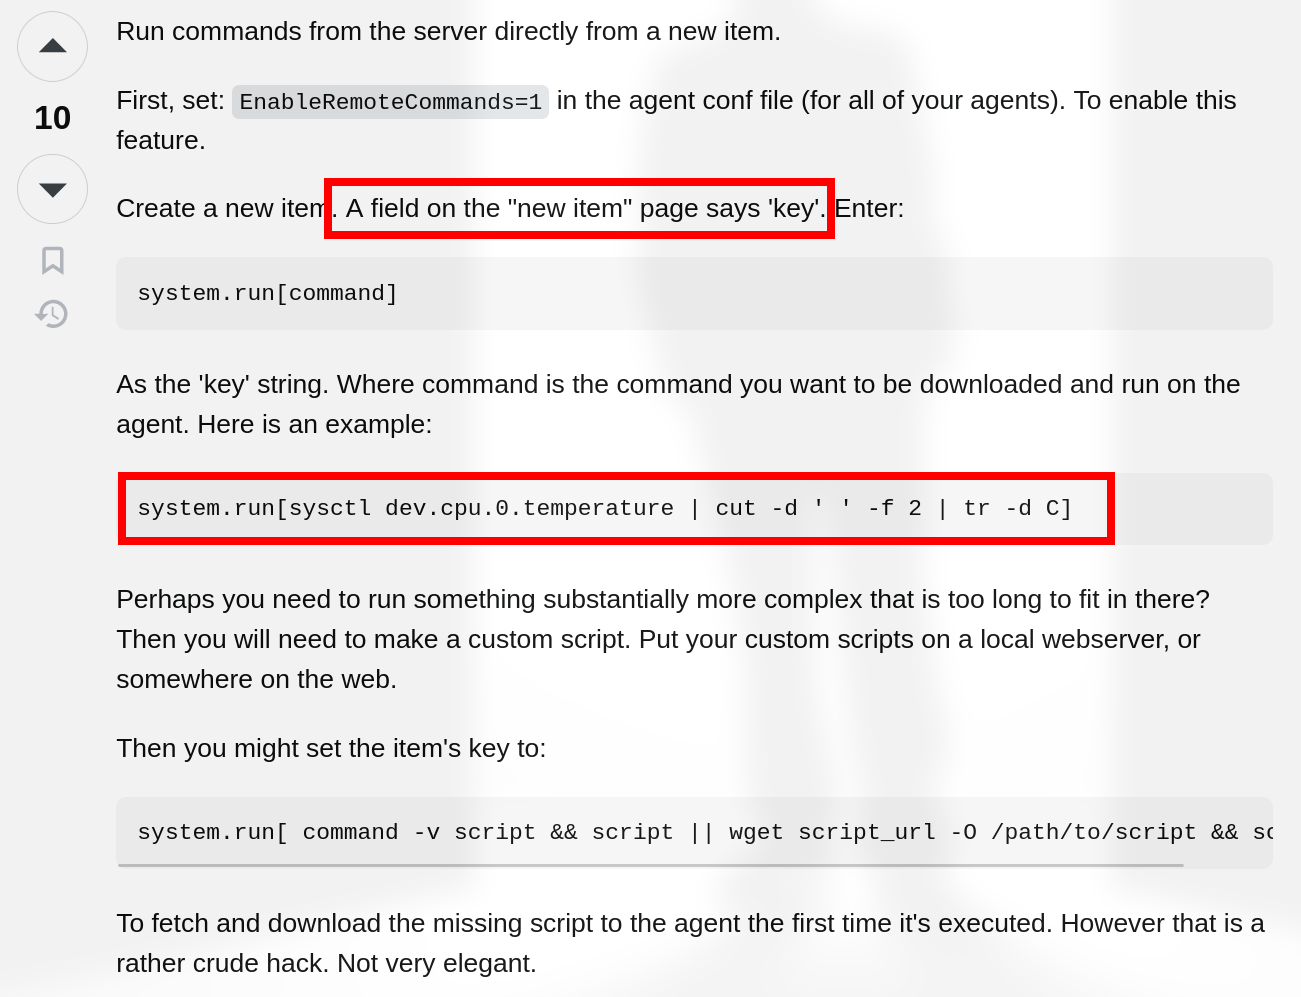 Run commands from the server directly from a new item.
10
First, set: EnableRemoteCommands=1 in the agent conf file (for all of your agents). To enable this
feature.
Create a new item. A field on the "new item" page says 'key'. Enter:
system.run[command]
As the 'key' string. Where command is the command you want to be downloaded and run on the
agent. Here is an example:
system.run[sysctl dev.cpu.0.temperature | cut -d ' ' -f 2 | tr -d C]
Perhaps you need to run something substantially more complex that is too long to fit in there?
Then you will need to make a custom script. Put your custom scripts on a local webserver, or
somewhere on the web.
Then you might set the item's key to:
system.run[ command -v script && script || wget script_url -O /path/to/script && sc
To fetch and download the missing script to the agent the first time it's executed. However that is a
rather crude hack. Not very elegant.